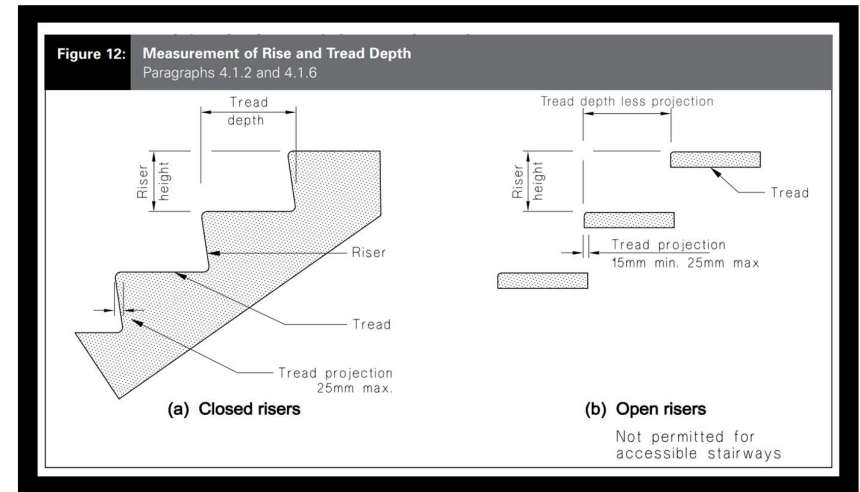 Figure 12:
Measurement of Rise and Tread Depth
Paragraphs 4.1.2 and 4.1.6
Tread
depth
Riser
height
Riser
Tread
Tread projection
25mm max.
(a) Closed risers
Tread depth less projection
Riser
height
Tread
Tread projection
15mm min. 25mm max
(b) Open risers
Not permitted for
accessible stairways